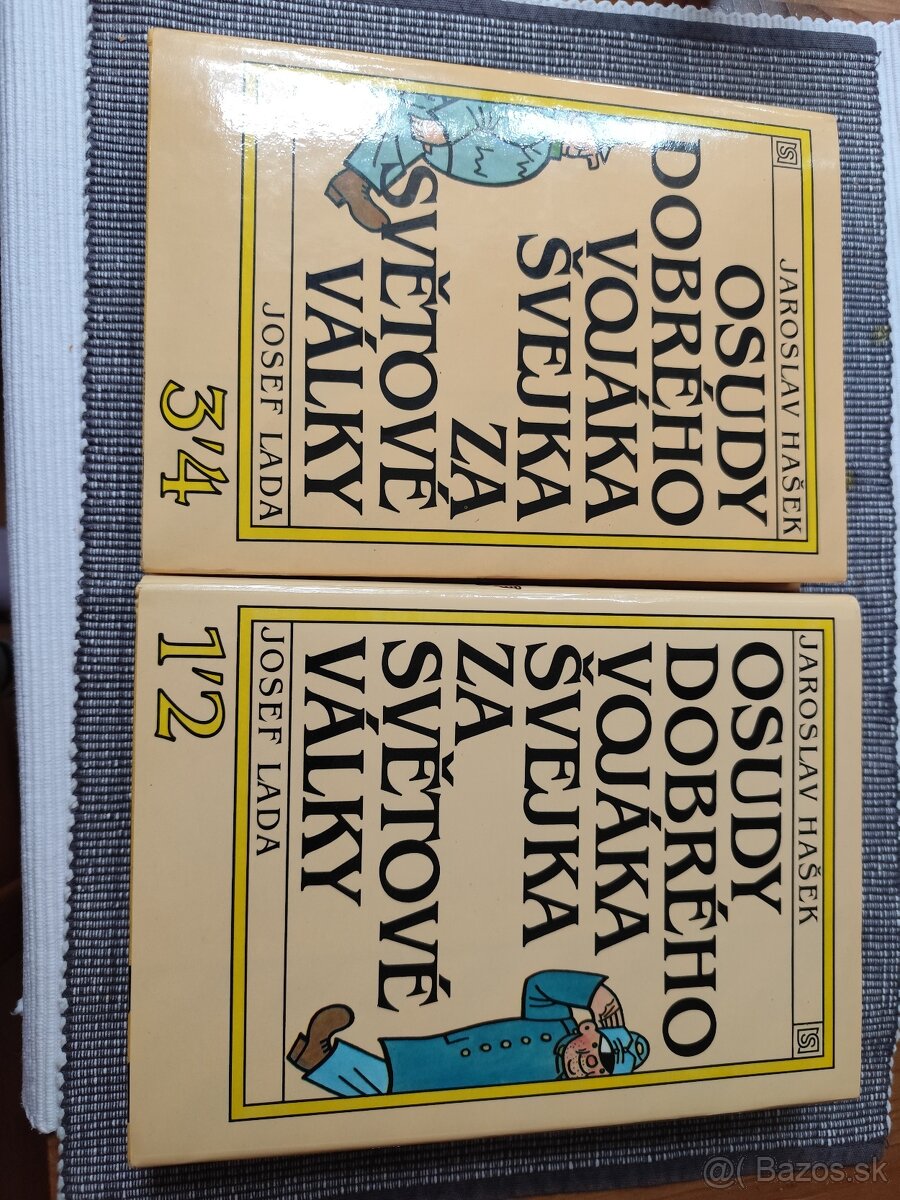 JAROSLAV HAŠEK
OSUDY
DOBRÉHO
VOJÁKA
ŠVEJKA
ZA
SVĚTOVÉ
VÁLKY
JOSEF LADA
3/4
JAROSLAV HAŠEK
OSUDY
DOBRÉHO
VOJÁKA
ŠVEJKA
ZA
SVĚTOVÉ
VÁLKY
JOSEF LADA
1/2
@( Bazos.sk